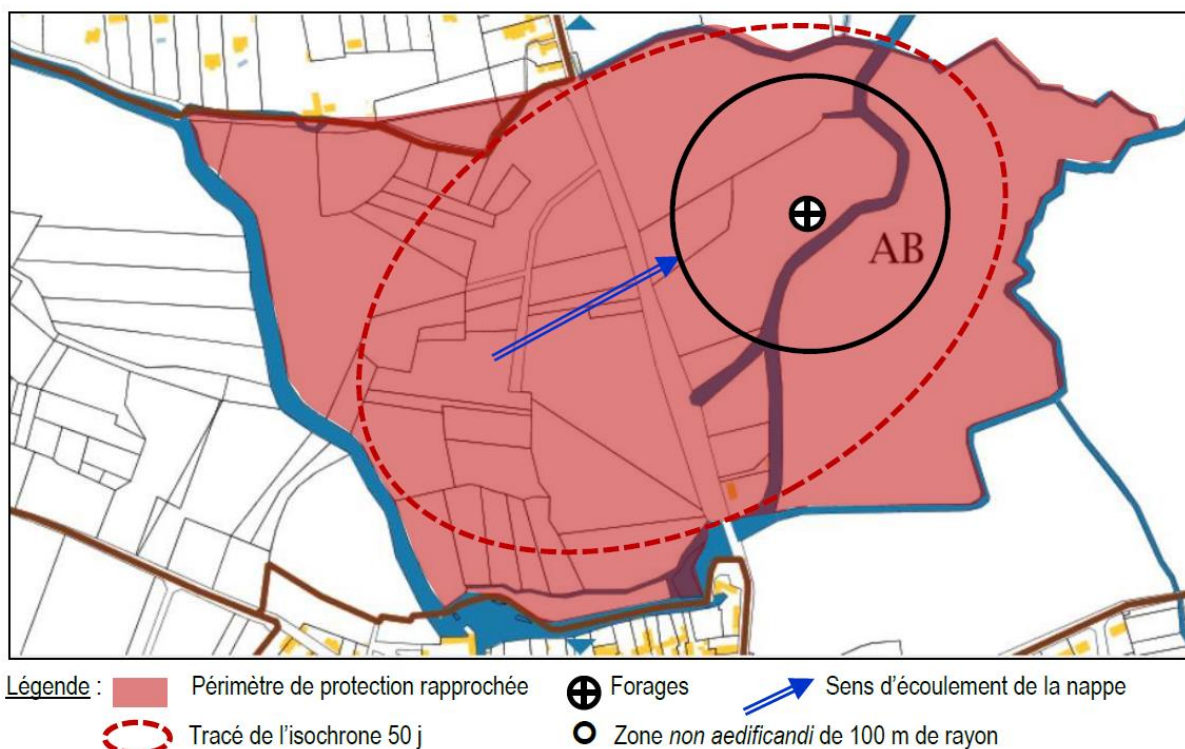 AB
Légende :
Périmètre de protection rapprochée
Forages
Sens d'écoulement de la nappe
Tracé de l'isochrone 50 j
Zone non aedificandi de 100 m de rayon